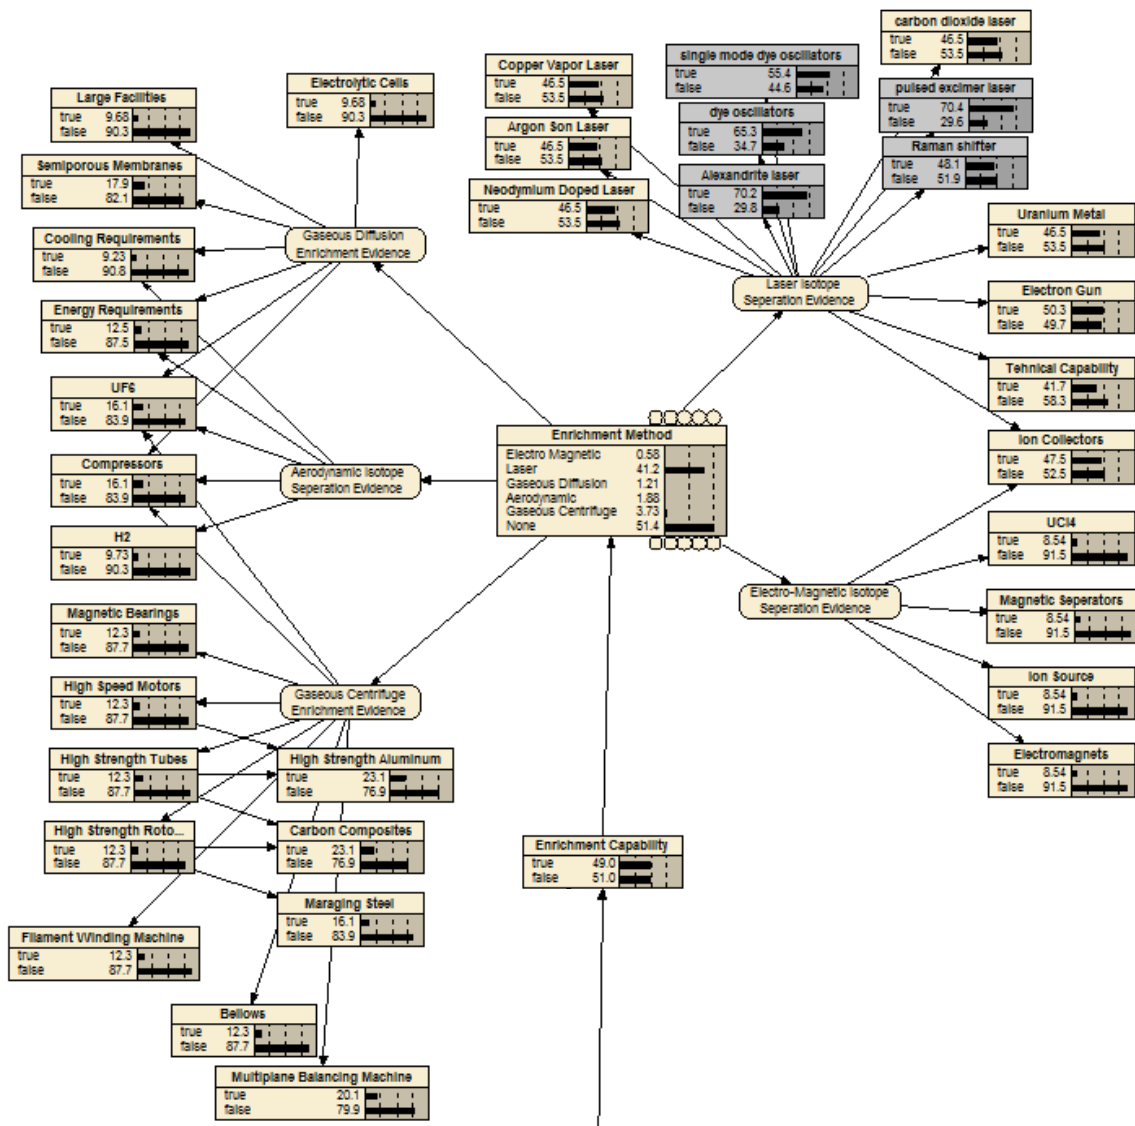 carbon dioxide laser
true 46.5
false 53.5
single mode dye oscillators
true 55.4
false 44.6
Copper Vapor Laser
true 46.5
false 53.5
Electrolytic Cells
true 9.68
false 90.3
pulsed excimer laser
true 70.4
false 29.6
Large Facilities
true 9.68
false 90.3
dye oscillators
true 65.3
false 34.7
Argon Son Laser
true 46.5
false 53.5
Raman shifter
true 48.1
false 51.9
Semiporous Membranes
true 17.9
false 82.1
Alexandrite laser
true 70.2
false 29.8
Neodymium Doped Laser
true 46.5
false 53.5
Uranium Metal
true 46.5
false 53.5
Cooling Requirements
true 9.23
false 90.8
Gaseous Diffusion
Enrichment Evidence
Laser Isotope
Seperation Evidence
Electron Gun
true 50.3
false 49.7
Energy Requirements
true 12.5
false 87.5
Tehnical Capability
true 41.7
false 58.3
UF6
true 16.1
false 83.9
Enrichment Method
Electro Magnetic 0.58
Laser 41.2
Gaseous Diffusion 1.21
Aerodynamic 1.88
Gaseous Centrifuge 3.73
None 51.4
Ion Collectors
true 47.5
false 52.5
Compressors
true 16.1
false 83.9
Aerodynamic Isotope
Seperation Evidence
UCl4
true 8.54
false 91.5
H2
true 9.73
false 90.3
Electro-Magnetic Isotope
Seperation Evidence
Magnetic Seperators
true 8.54
false 91.5
Magnetic Bearings
true 12.3
false 87.7
Ion Source
true 8.54
false 91.5
High Speed Motors
true 12.3
false 87.7
Gaseous Centrifuge
Enrichment Evidence
Electromagnets
true 8.54
false 91.5
High Strength Tubes
true 12.3
false 87.7
High Strength Aluminum
true 23.1
false 76.9
High Strength Roto...
true 12.3
false 87.7
Carbon Composites
true 23.1
false 76.9
Enrichment Capability
true 49.0
false 51.0
Maraging Steel
true 16.1
false 83.9
Filament Winding Machine
true 12.3
false 87.7
Bellows
true 12.3
false 87.7
Multiplane Balancing Machine
true 20.1
false 79.9